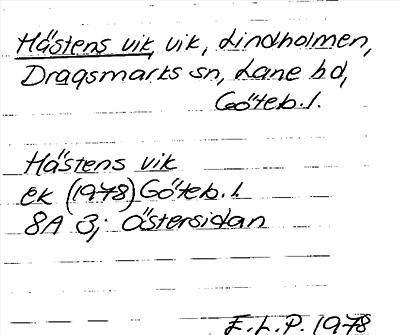 Hästens vik, vik, Lindholmen,
Dragsmarks sn, Lane hd,
Göteb. l.
Hästens vik
ek (1978) Göteb. l.
8A 3; Östersidan
E. L. P. 1978